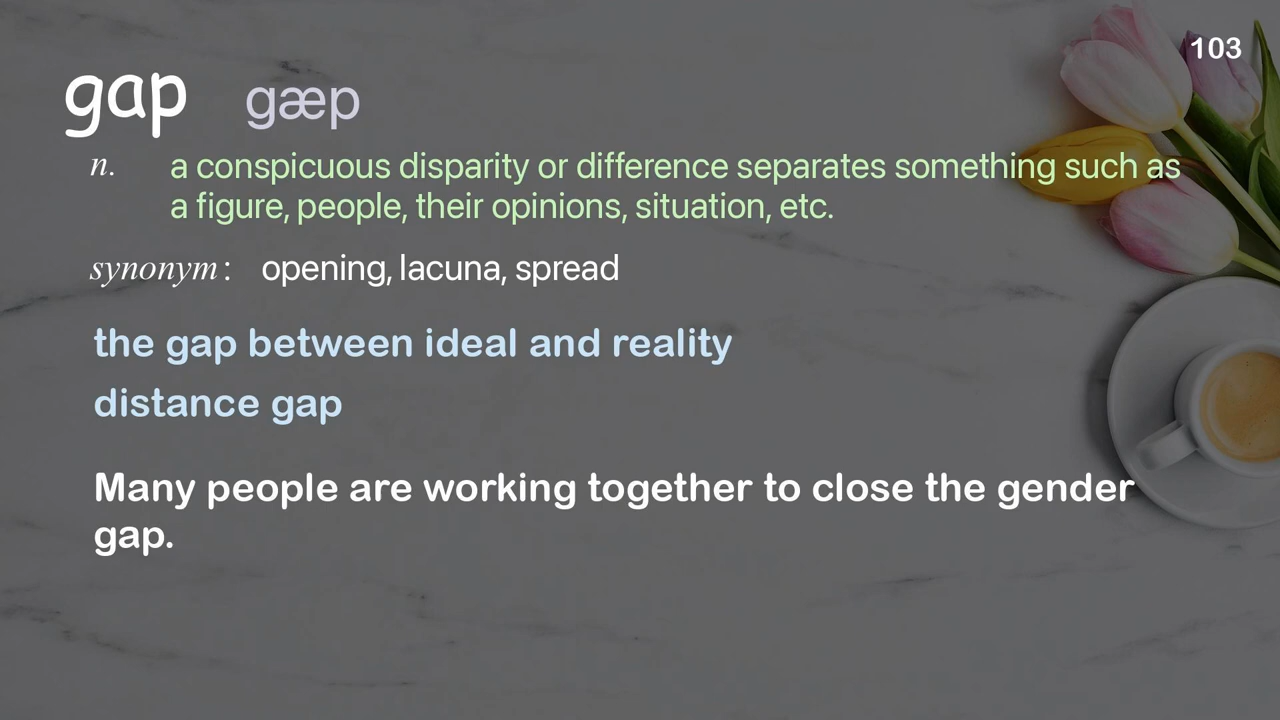 103
gap gæp
n. a conspicuous disparity or difference separates something such as
a figure, people, their opinions, situation, etc.
synonym: opening, lacuna, spread
the gap between ideal and reality
distance gap
Many people are working together to close the gender
gap.